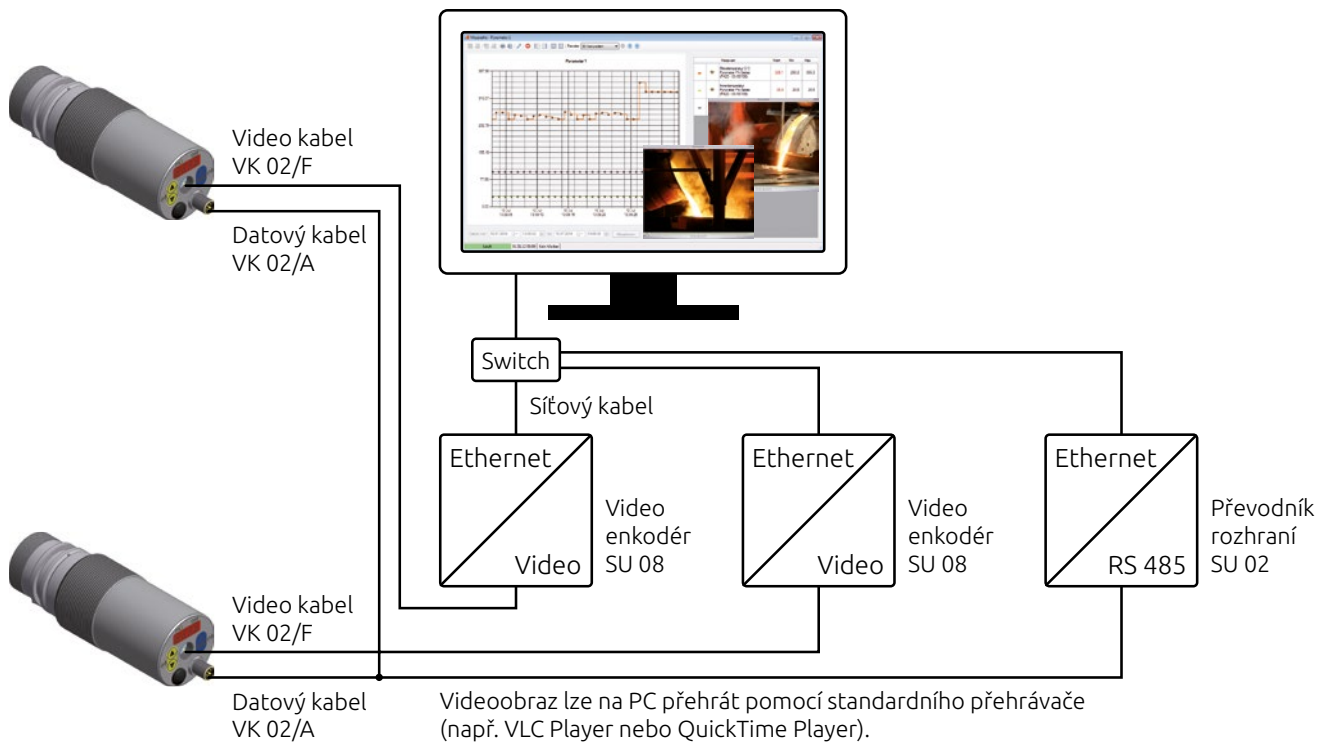 Video kabel
VK 02/F
Datový kabel
VK 02/A
Switch
Síťový kabel
Ethernet
Video
Video
enkodér
SU 08
Ethernet
Video
Video
enkodér
SU 08
Ethernet
RS 485
Převodník
rozhraní
SU 02
Video kabel
VK 02/F
Datový kabel
VK 02/A
Videoobraz lze na PC přehrát pomocí standardního přehrávače
(např. VLC Player nebo QuickTime Player).